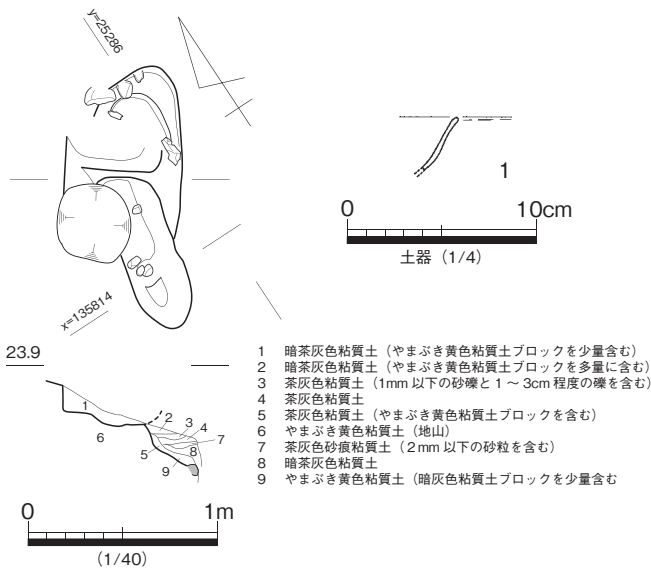 y=25286
1
0 10cm
土器（1/4）
x=135814
23.9
1 暗茶灰色粘質土（やまぶき黄色粘質土ブロックを少量含む）
2 暗茶灰色粘質土（やまぶき黄色粘質土ブロックを多量に含む）
3 茶灰色粘質土（1mm 以下の砂礫と 1 ～ 3cm 程度の礫を含む）
4 茶灰色粘質土
5 茶灰色粘質土（やまぶき黄色粘質土ブロックを含む）
6 やまぶき黄色粘質土（地山）
7 茶灰色砂痕粘質土（2 mm 以下の砂粒を含む）
8 暗茶灰色粘質土
9 やまぶき黄色粘質土（暗灰色粘質土ブロックを少量含む
1
2
3
4
6
7
5
8
9
0 1m
（1/40）